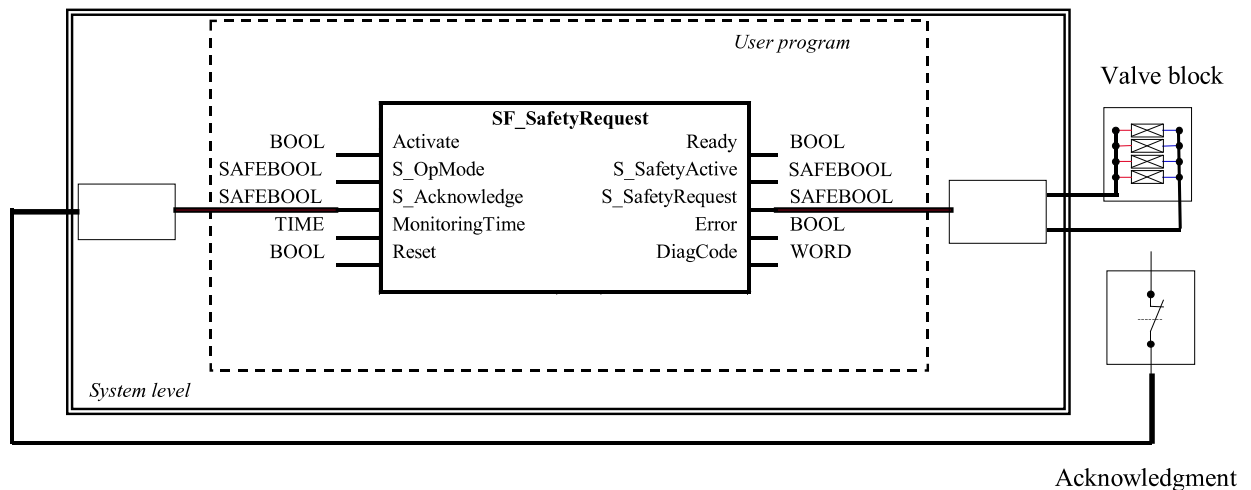 User program
Valve block
SF_SafetyRequest
BOOL Activate Ready BOOL
SAFEBOOL S_OpMode S_SafetyActive SAFEBOOL
SAFEBOOL S_Acknowledge S_SafetyRequest SAFEBOOL
TIME MonitoringTime Error BOOL
BOOL Reset DiagCode WORD
System level
Acknowledgment